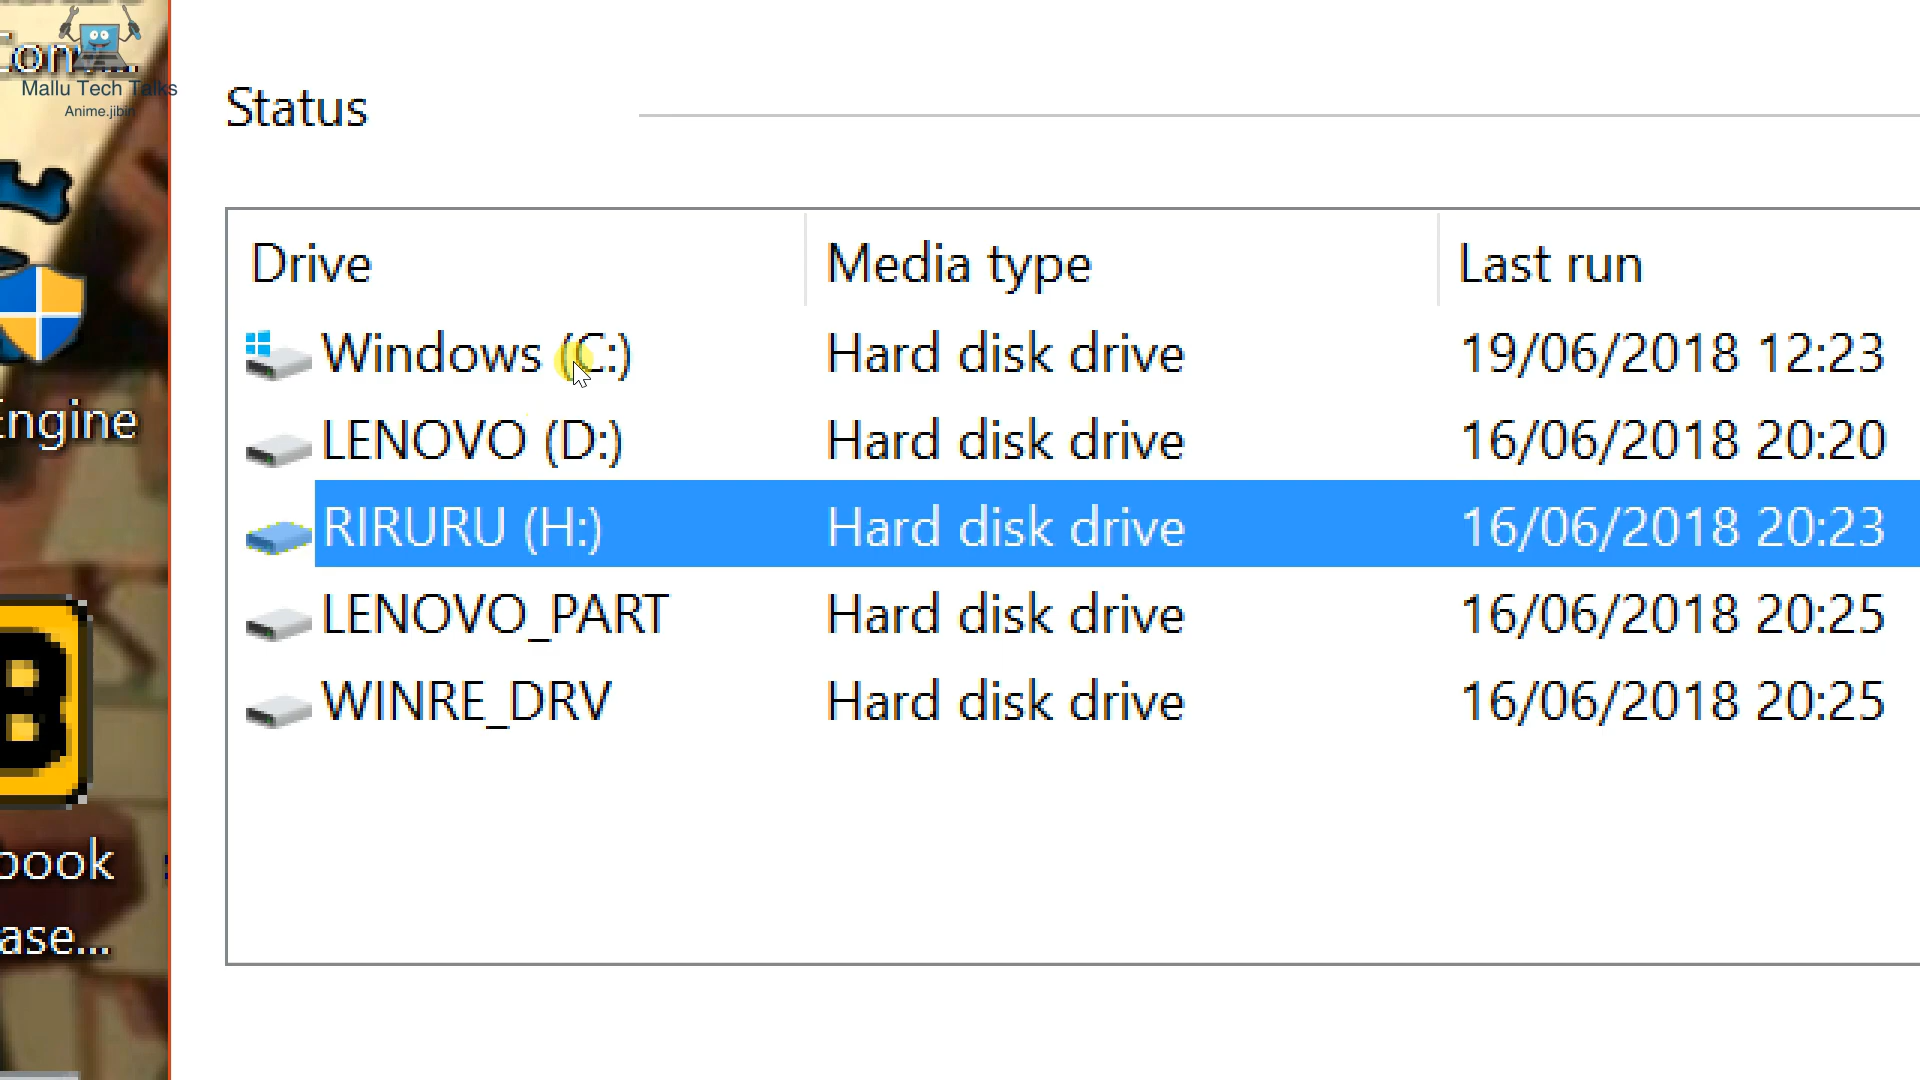 Mallu Tech Talks
Anime.jibin
Engine
book
ase...
Status
Drive Media type Last run
Windows (C:) Hard disk drive 19/06/2018 12:23
LENOVO (D:) Hard disk drive 16/06/2018 20:20
RIRURU (H:) Hard disk drive 16/06/2018 20:23
LENOVO_PART Hard disk drive 16/06/2018 20:25
WINRE_DRV Hard disk drive 16/06/2018 20:25